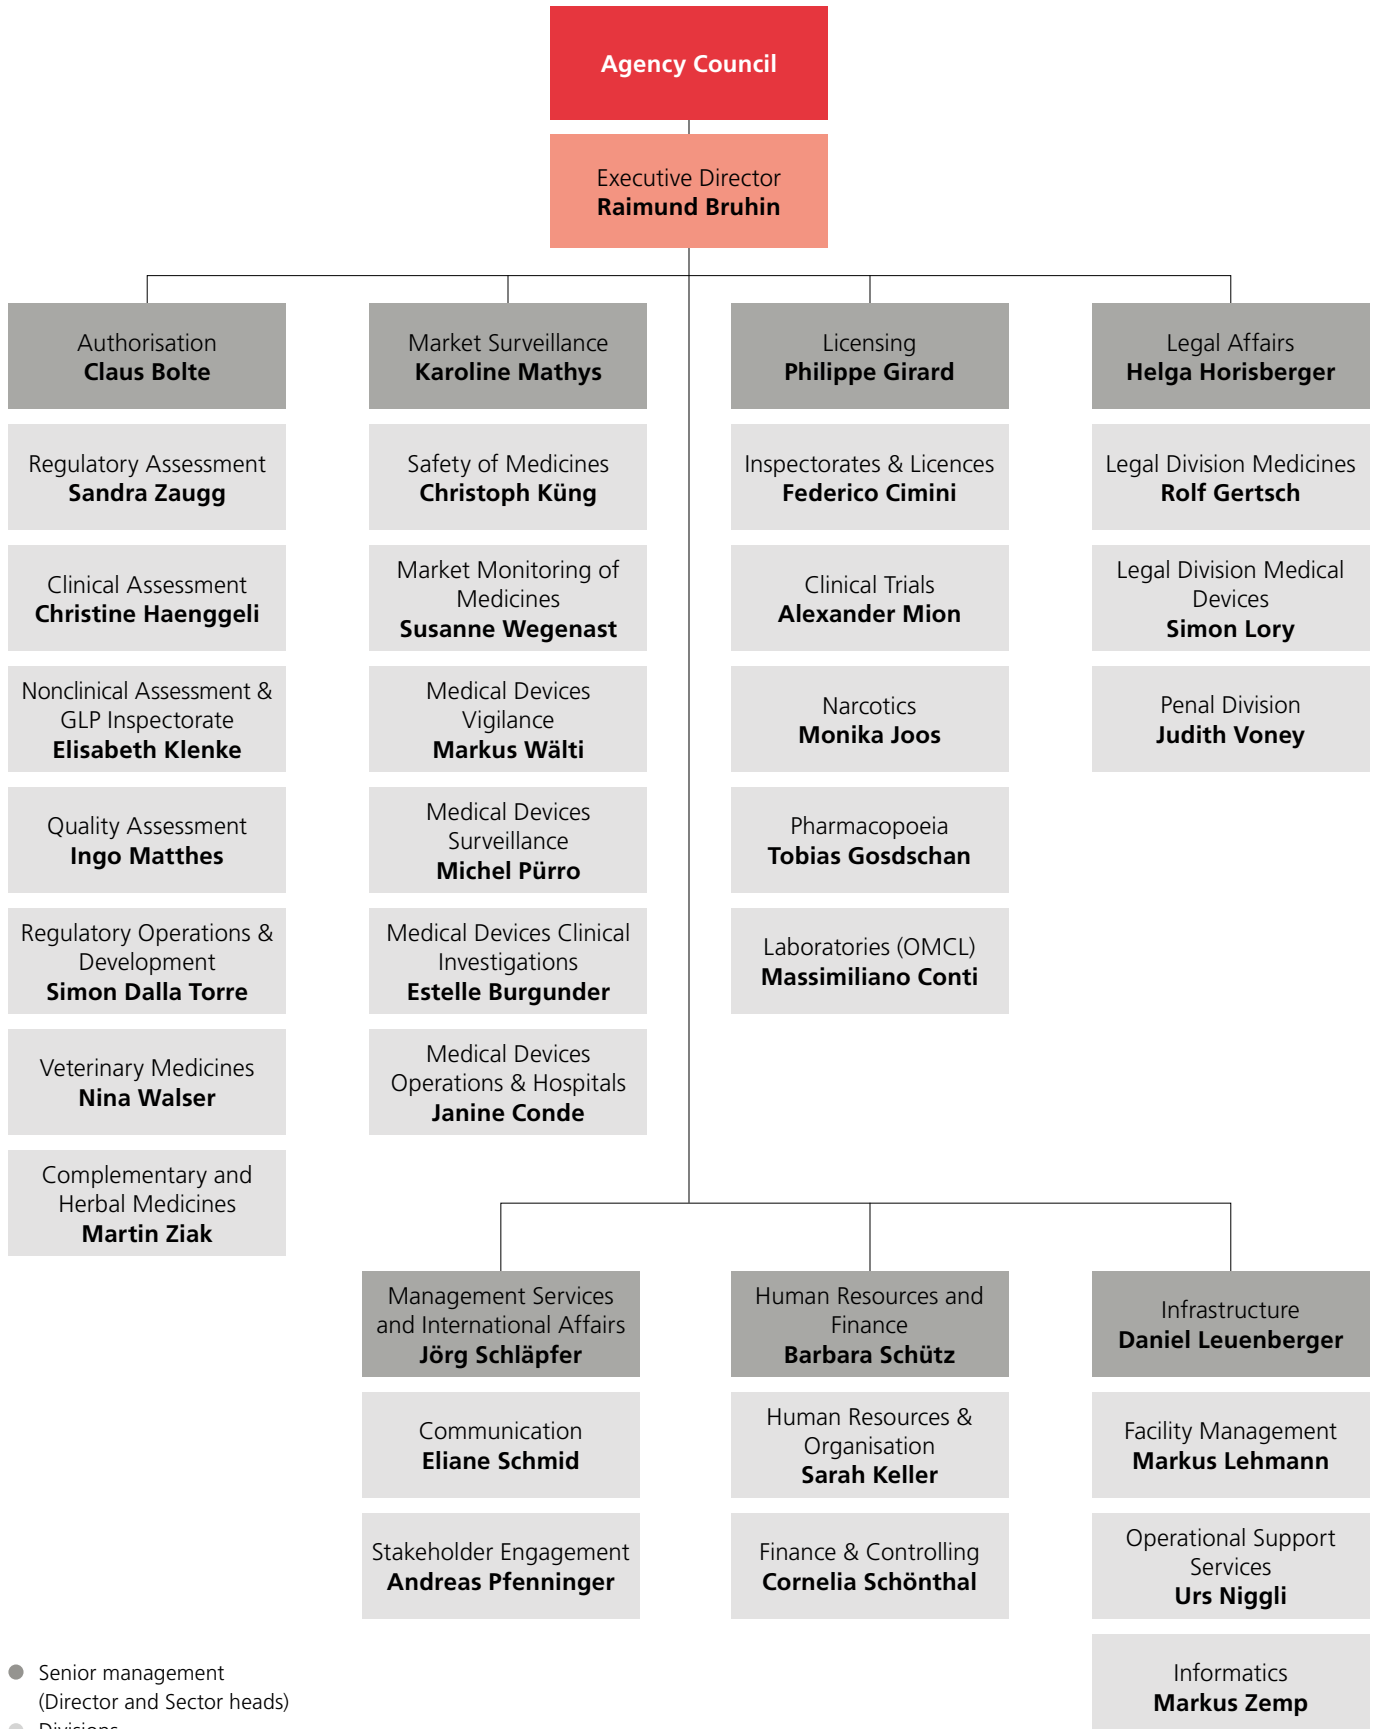 Agency Council
Executive Director
Raimund Bruhin
Authorisation
Claus Bolte
Regulatory Assessment
Sandra Zaugg
Clinical Assessment
Christine Haenggeli
Nonclinical Assessment &
GLP Inspectorate
Elisabeth Klenke
Quality Assessment
Ingo Matthes
Regulatory Operations &
Development
Simon Dalla Torre
Veterinary Medicines
Nina Walser
Complementary and
Herbal Medicines
Martin Ziak
Market Surveillance
Karoline Mathys
Safety of Medicines
Christoph Küng
Market Monitoring of
Medicines
Susanne Wegenast
Medical Devices
Vigilance
Markus Wälti
Medical Devices
Surveillance
Michel Pürro
Medical Devices Clinical
Investigations
Estelle Burgunder
Medical Devices
Operations & Hospitals
Janine Conde
Licensing
Philippe Girard
Inspectorates & Licences
Federico Cimini
Clinical Trials
Alexander Mion
Narcotics
Monika Joos
Pharmacopoeia
Tobias Gosdschan
Laboratories (OMCL)
Massimiliano Conti
Legal Affairs
Helga Horisberger
Legal Division Medicines
Rolf Gertsch
Legal Division Medical
Devices
Simon Lory
Penal Division
Judith Voney
Management Services
and International Affairs
Jörg Schläpfer
Communication
Eliane Schmid
Stakeholder Engagement
Andreas Pfenninger
Human Resources and
Finance
Barbara Schütz
Human Resources &
Organisation
Sarah Keller
Finance & Controlling
Cornelia Schönthal
Infrastructure
Daniel Leuenberger
Facility Management
Markus Lehmann
Operational Support
Services
Urs Niggli
Informatics
Markus Zemp
Senior management
(Director and Sector heads)
Divisions